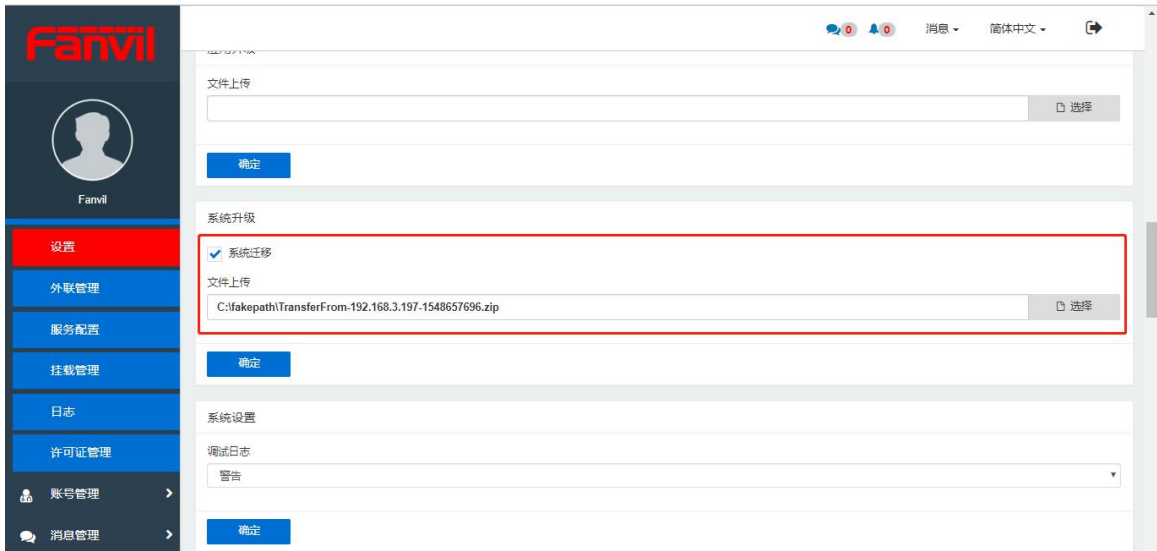 Fanvil
0
0
消息
简体中文
文件上传
选择
确定
Fanvil
系统升级
设置
系统迁移
外联管理
文件上传
C:\fakepath\TransferFrom-192.168.3.197-1548657696.zip
选择
服务配置
挂载管理
确定
日志
系统设置
许可证管理
调试日志
警告
账号管理
消息管理
确定